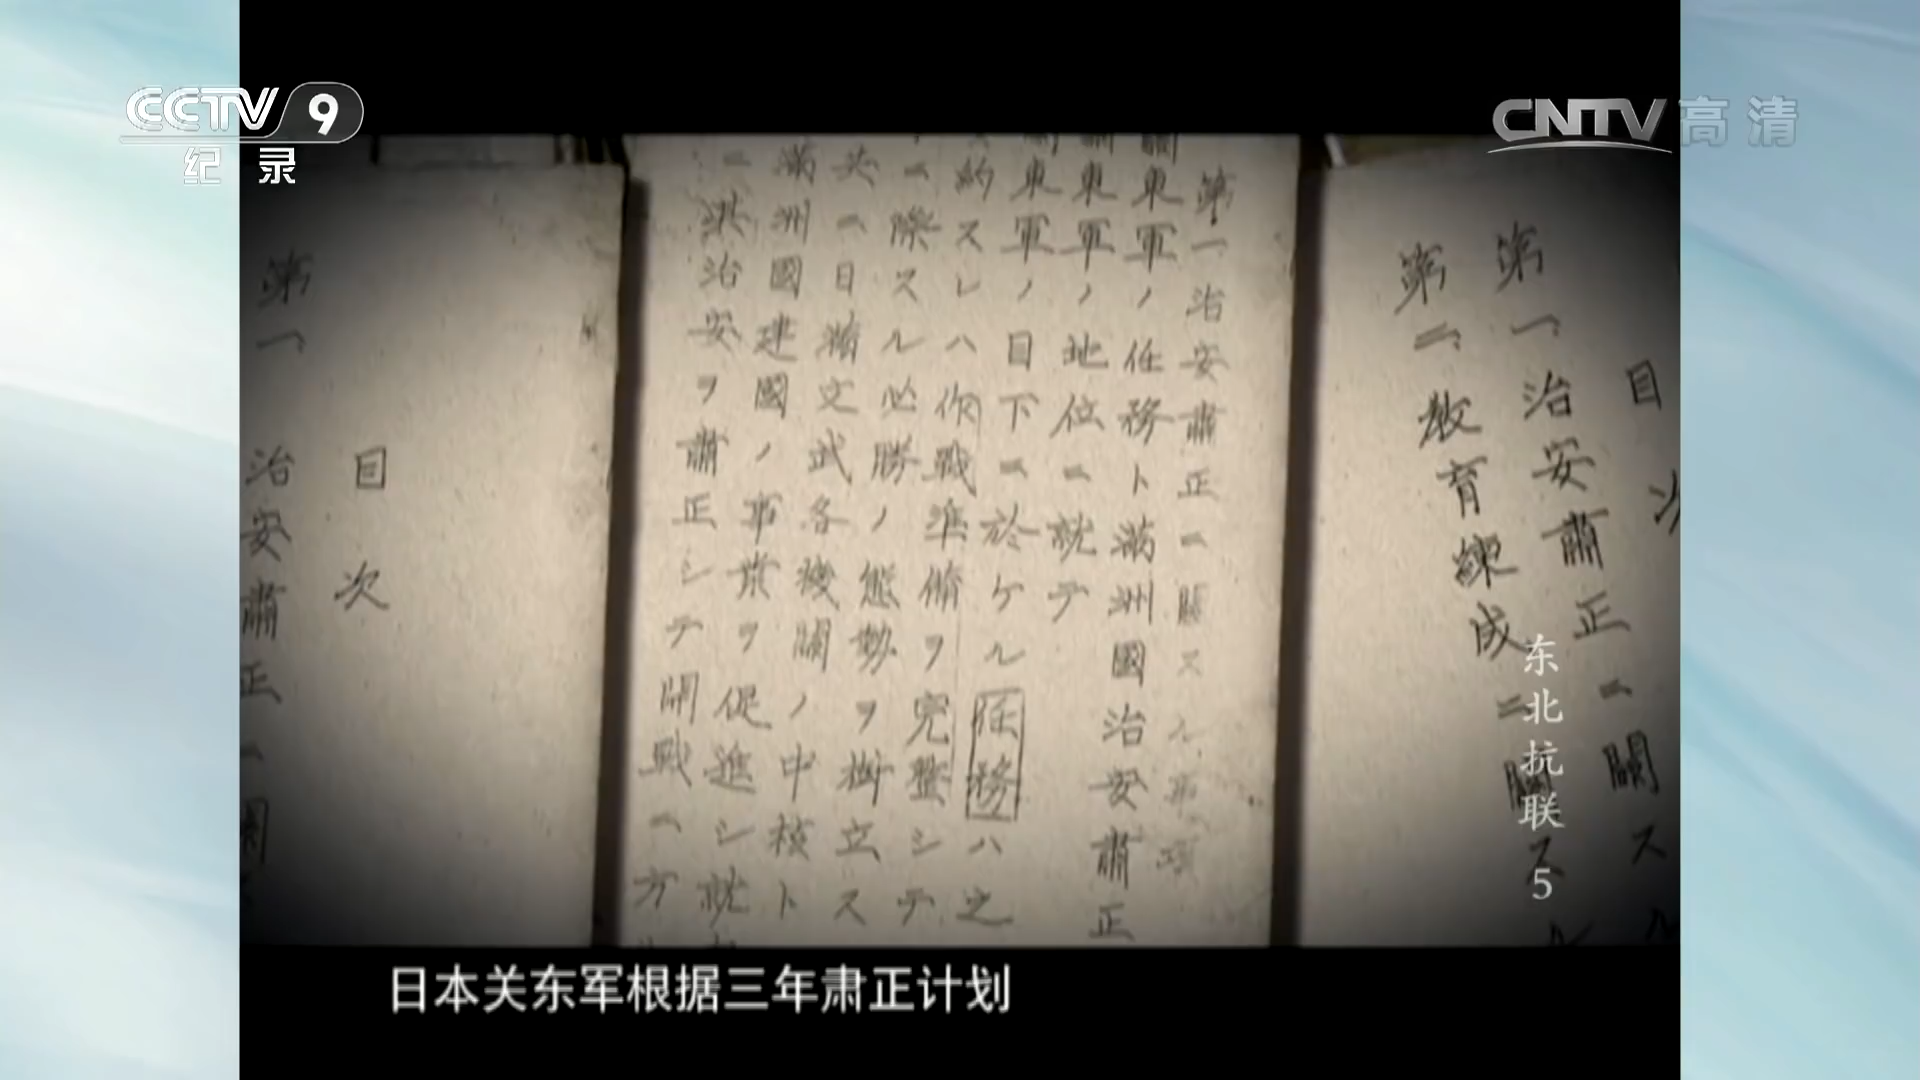 CCTV 9
纪录
CNTV 高清
目次
第一治安肅正ニ關スル
第二教育練成ニ關ス
第一治安肅正ニ關スル事項
關東軍ノ任務ト滿洲國治安肅正
關東軍ノ地位ニ就テ
關東軍ノ目下ニ於ケル任務ハ之
約スレハ作戰準備ヲ完整シテ
ニ際スル必勝ノ態勢ヲ樹立ス
共ニ日滿文武各機關ノ中核ト
滿洲國建國ノ事業ヲ促進シ就
治安ヲ肅正シテ開戰
目次
第一 治安肅正ニ關
东北抗联5
日本关东军根据三年肃正计划